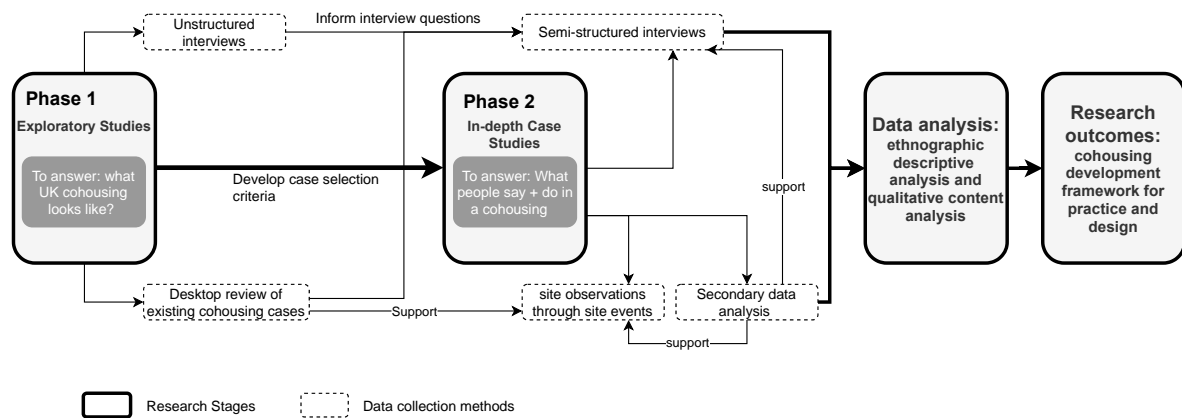 Unstructured
interviews
Inform interview questions
Semi-structured interviews
Phase 1
Exploratory Studies
To answer: what
UK cohousing
looks like?
Develop case selection
criteria
Phase 2
In-depth Case
Studies
To answer: What
people say + do in
a cohousing
support
Data analysis:
ethnographic
descriptive
analysis and
qualitative content
analysis
Research
outcomes:
cohousing
development
framework for
practice and
design
Desktop review of
existing cohousing cases
Support
site observations
through site events
Secondary data
analysis
support
Research Stages
Data collection methods